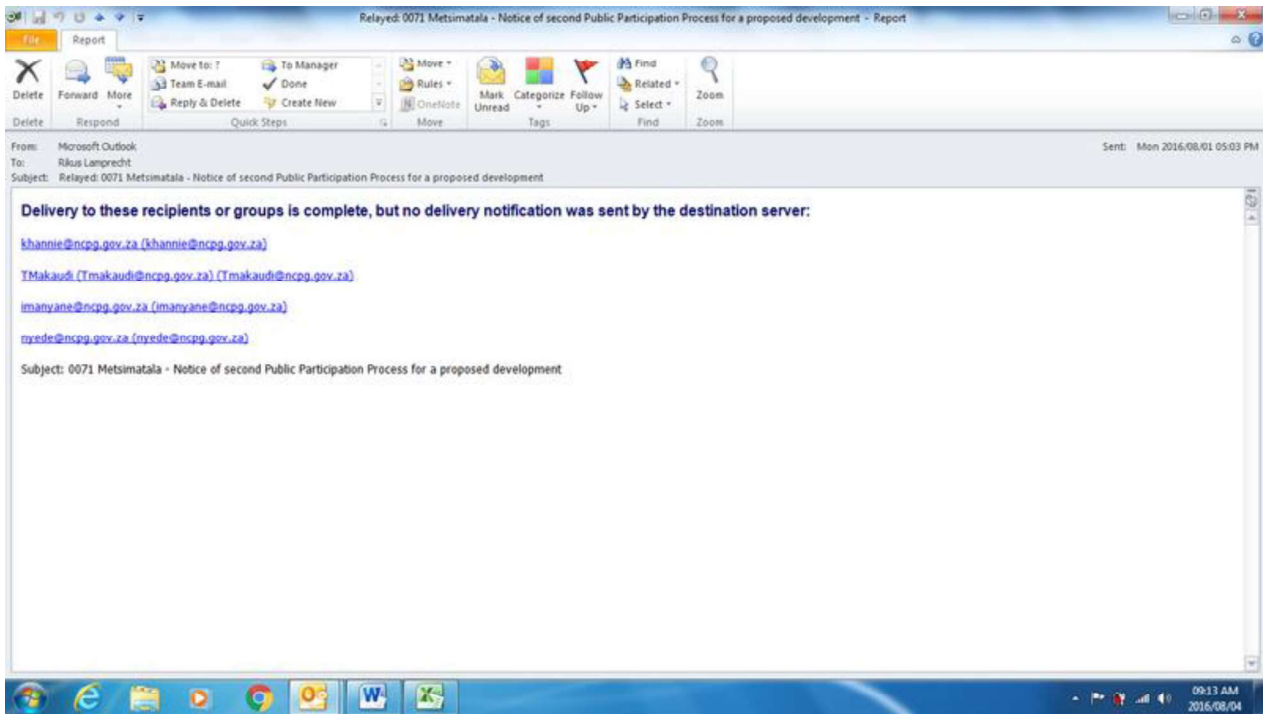 Relayed: 0071 Metsimatala - Notice of second Public Participation Process for a proposed development - Report
File Report
Move to: ? To Manager Move Find
Team E-mail Done Rules Related
Delete Forward More Reply & Delete Create New OneNote Mark Unread Categorize Follow Up Select Zoom
Delete Respond Quick Steps Move Tags Find Zoom
From: Microsoft Outlook Sent: Mon 2016/08/01 05:03 PM
To: Rikus Lamprecht
Subject: Relayed: 0071 Metsimatala - Notice of second Public Participation Process for a proposed development
Delivery to these recipients or groups is complete, but no delivery notification was sent by the destination server:
khannie@ncpg.gov.za (khannie@ncpg.gov.za)
TMakaudi (Tmakaudi@ncpg.gov.za) (Tmakaudi@ncpg.gov.za)
imanyane@ncpg.gov.za (imanyane@ncpg.gov.za)
nyede@ncpg.gov.za (nyede@ncpg.gov.za)
Subject: 0071 Metsimatala - Notice of second Public Participation Process for a proposed development
09:13 AM
2016/08/04